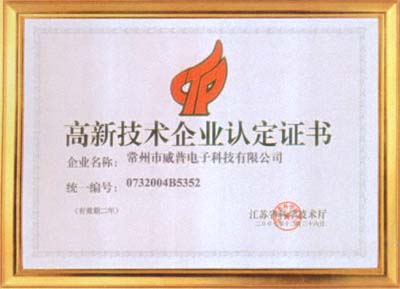 高新技术企业认定证书
企业名称：常州市威普电子科技有限公司
统一编号：0732004B5352
（有效期二年）
江苏省科学技术厅